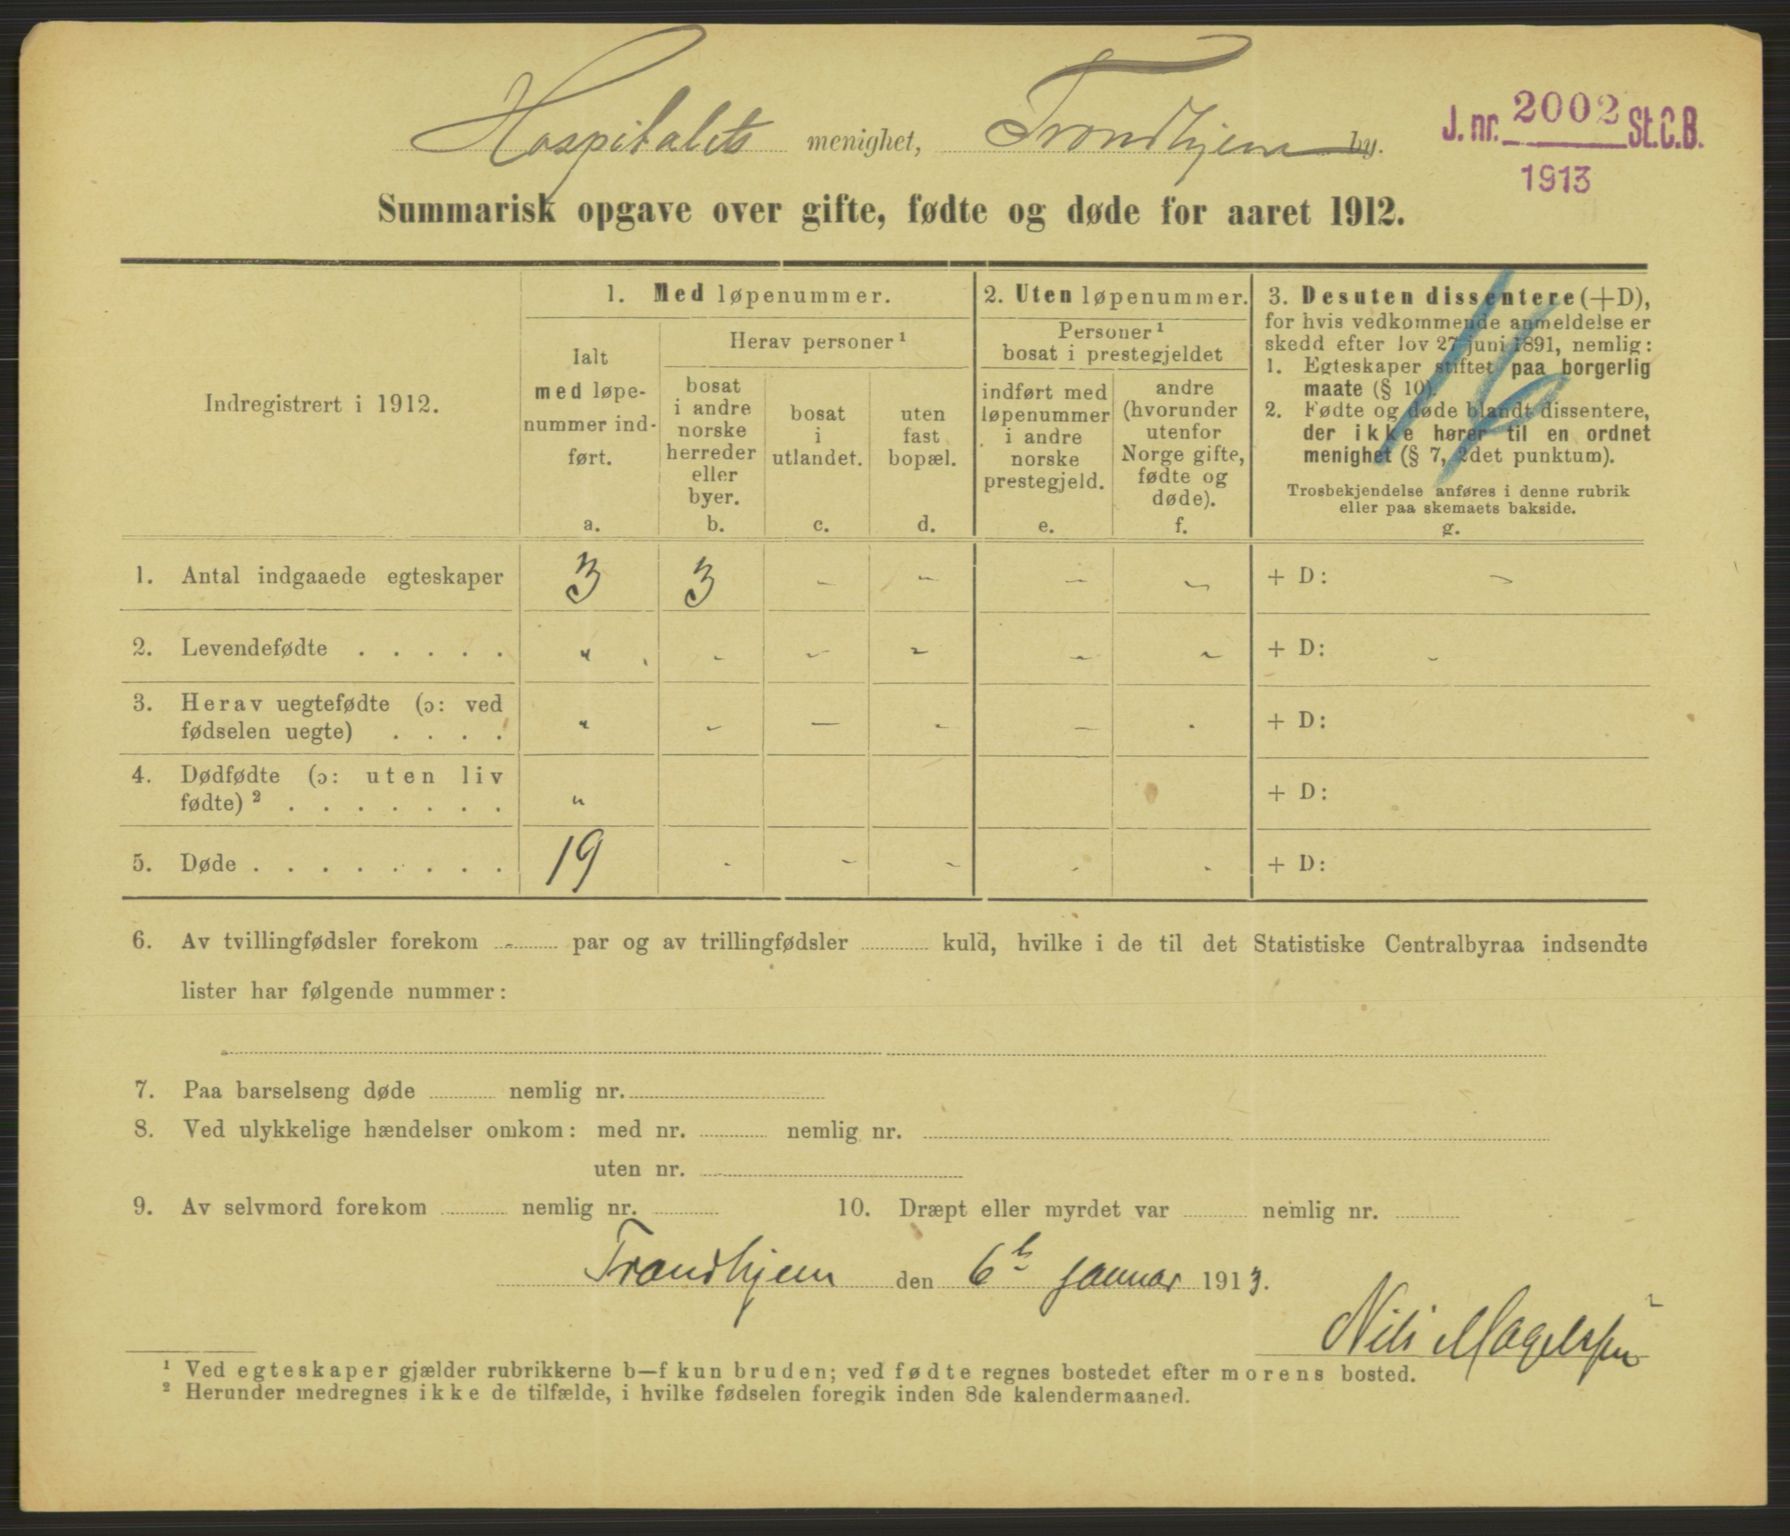 Hospitalets menighet, Trondhjem by.
J. nr. 2002 St.C.B.
1913
Summarisk opgave over gifte, fødte og døde for aaret 1912.
Indregistrert i 1912.
1. Med løpenummer.
Ialt
med løpe-
nummer ind-
ført.
a.
Herav personer ¹
bosat
i andre
norske
herreder
eller
byer.
b.
bosat
i
utlandet.
c.
uten
fast
bopæl.
d.
2. Uten løpenummer.
Personer ¹
bosat i prestegjeldet
indført med
løpenummer
i andre
norske
prestegjeld.
e.
andre
(hvorunder
utenfor
Norge gifte,
fødte og
døde).
f.
3. Desuten dissentere (+D),
for hvis vedkommende anmeldelse er
skedd efter lov 27 juni 1891, nemlig:
1. Egteskaper stiftet paa borgerlig
maate (§ 10).
2. Fødte og døde blandt dissentere,
der ikke hører til en ordnet
menighet (§ 7, 2det punktum).
Trosbekjendelse anføres i denne rubrik
eller paa skemaets bakside.
g.
16
1. Antal indgaaede egteskaper 3 3 - - - - + D: -
2. Levendefødte . . . . . " - - - - - + D: -
3. Herav uegtefødte (ɔ: ved
fødselen uegte) . . . . " - - - - - + D:
4. Dødfødte (ɔ: uten liv
fødte) ² . . . . . . . " + D:
5. Døde . . . . . . . . 19 - - - - - + D:
6. Av tvillingfødsler forekom - par og av trillingfødsler kuld, hvilke i de til det Statistiske Centralbyraa indsendte
lister har følgende nummer:
7. Paa barselseng døde nemlig nr.
8. Ved ulykkelige hændelser omkom: med nr. nemlig nr.
uten nr.
9. Av selvmord forekom nemlig nr. 10. Dræpt eller myrdet var nemlig nr.
Trondhjem den 6te januar 1913.
Nils Magelssen
¹ Ved egteskaper gjælder rubrikkerne b—f kun bruden; ved fødte regnes bostedet efter morens bosted.
² Herunder medregnes ikke de tilfælde, i hvilke fødselen foregik inden 8de kalendermaaned.